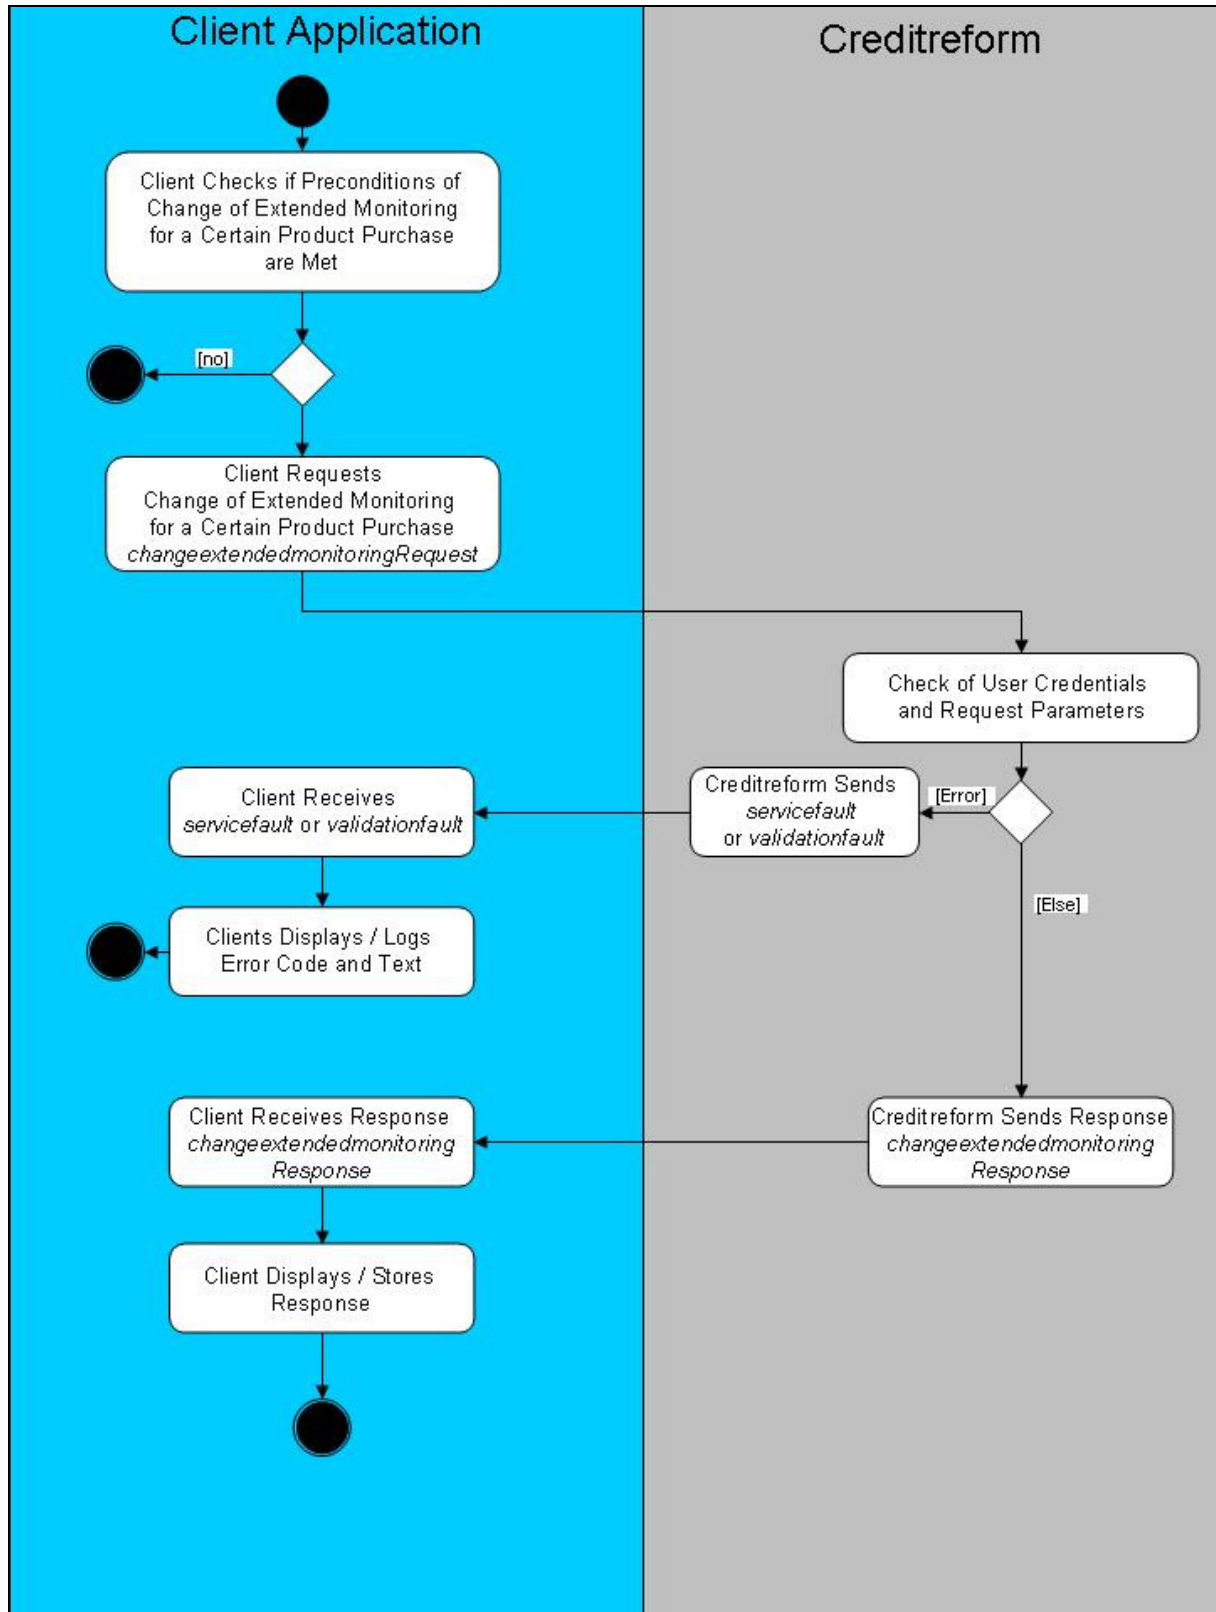 Client Application
Creditreform
Client Checks if Preconditions of
Change of Extended Monitoring
for a Certain Product Purchase
are Met
[no]
Client Requests
Change of Extended Monitoring
for a Certain Product Purchase
changeextendedmonitoringRequest
Check of User Credentials
and Request Parameters
[Error]
Creditreform Sends
servicefault
or validationfault
Client Receives
servicefault or validationfault
Clients Displays / Logs
Error Code and Text
[Else]
Creditreform Sends Response
changeextendedmonitoring
Response
Client Receives Response
changeextendedmonitoring
Response
Client Displays / Stores
Response